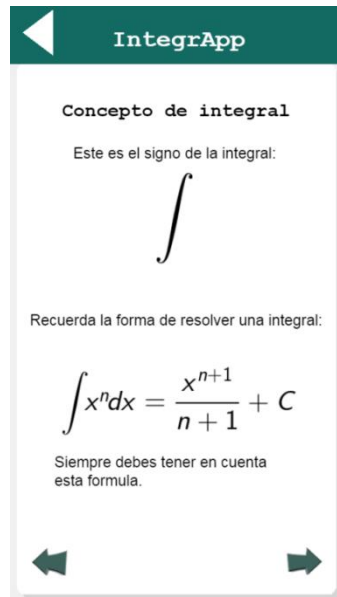 IntegrApp
Concepto de integral
Este es el signo de la integral:
∫
Recuerda la forma de resolver una integral:
∫xⁿdx = xⁿ⁺¹/(n + 1) + C
Siempre debes tener en cuenta
esta formula.